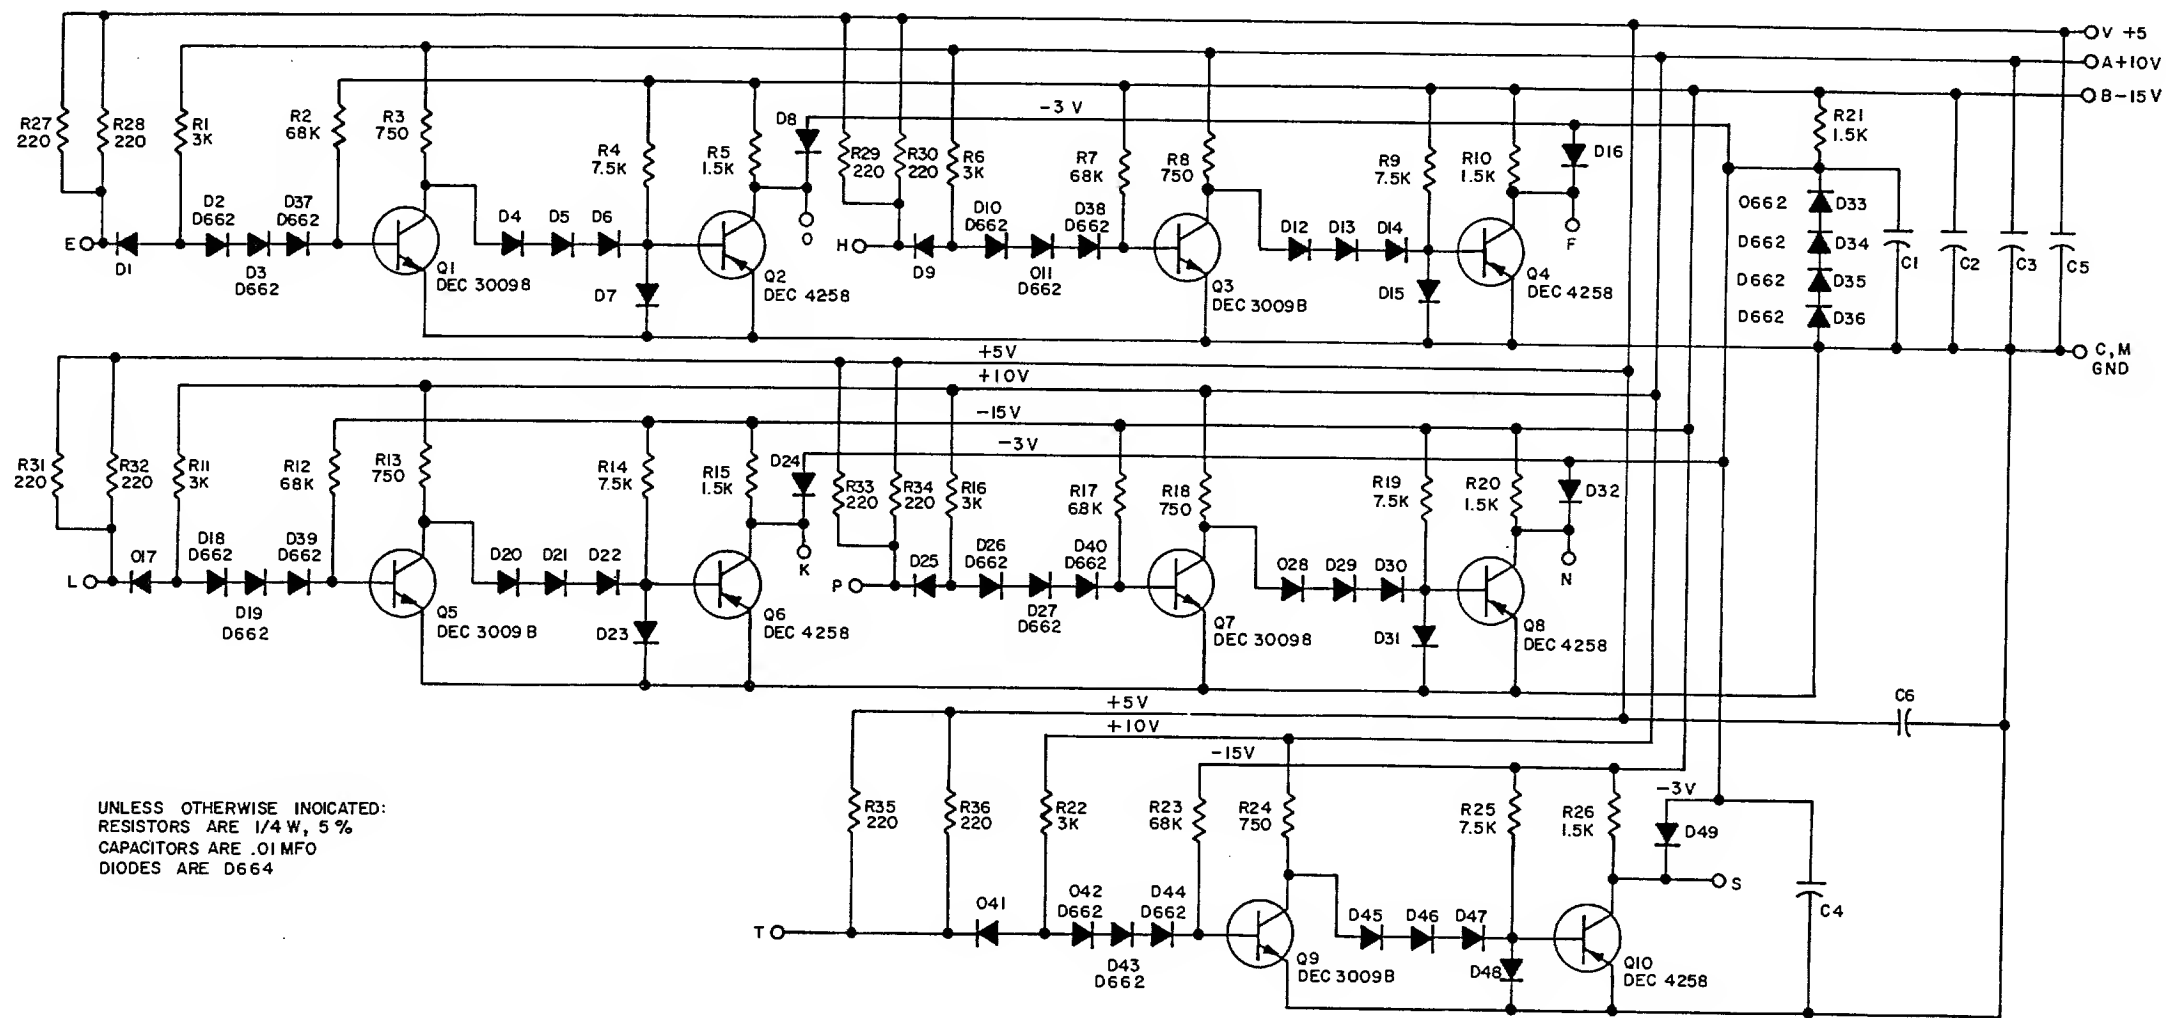 V +5
A+10V
B-15V
R27
220
R28
220
R1
3K
R2
68K
R3
750
R4
7.5K
R5
1.5K
D8
-3 V
R29
220
R30
220
R6
3K
R7
68K
R8
750
R9
7.5K
R10
1.5K
D16
R21
1.5K
E
D1
D2
D662
D3
D662
D37
D662
Q1
DEC 3009B
D4
D5
D6
D7
Q2
DEC 4258
O
H
D9
D10
D662
O11
D662
D38
D662
Q3
DEC 3009B
D12
D13
D14
D15
Q4
DEC 4258
F
O662
D33
D662
D34
D662
D35
D662
D36
C1
C2
C3
C5
C, M
GND
+5V
+10V
-15V
-3V
R31
220
R32
220
R11
3K
R12
68K
R13
750
R14
7.5K
R15
1.5K
D24
R33
220
R34
220
R16
3K
R17
68K
R18
750
R19
7.5K
R20
1.5K
D32
L
O17
D18
D662
D19
D662
D39
D662
Q5
DEC 3009B
D20
D21
D22
D23
Q6
DEC 4258
K
P
D25
D26
D662
D27
D662
D40
D662
Q7
DEC 3009B
O28
D29
D30
D31
Q8
DEC 4258
N
+5V
+10V
-15V
C6
UNLESS OTHERWISE INOICATED:
RESISTORS ARE 1/4 W, 5 %
CAPACITORS ARE .01 MFO
DIODES ARE D664
R35
220
R36
220
R22
3K
R23
68K
R24
750
R25
7.5K
R26
1.5K
-3V
D49
S
C4
T
O41
O42
D662
D43
D662
D44
D662
Q9
DEC 3009B
D45
D46
D47
D48
Q10
DEC 4258